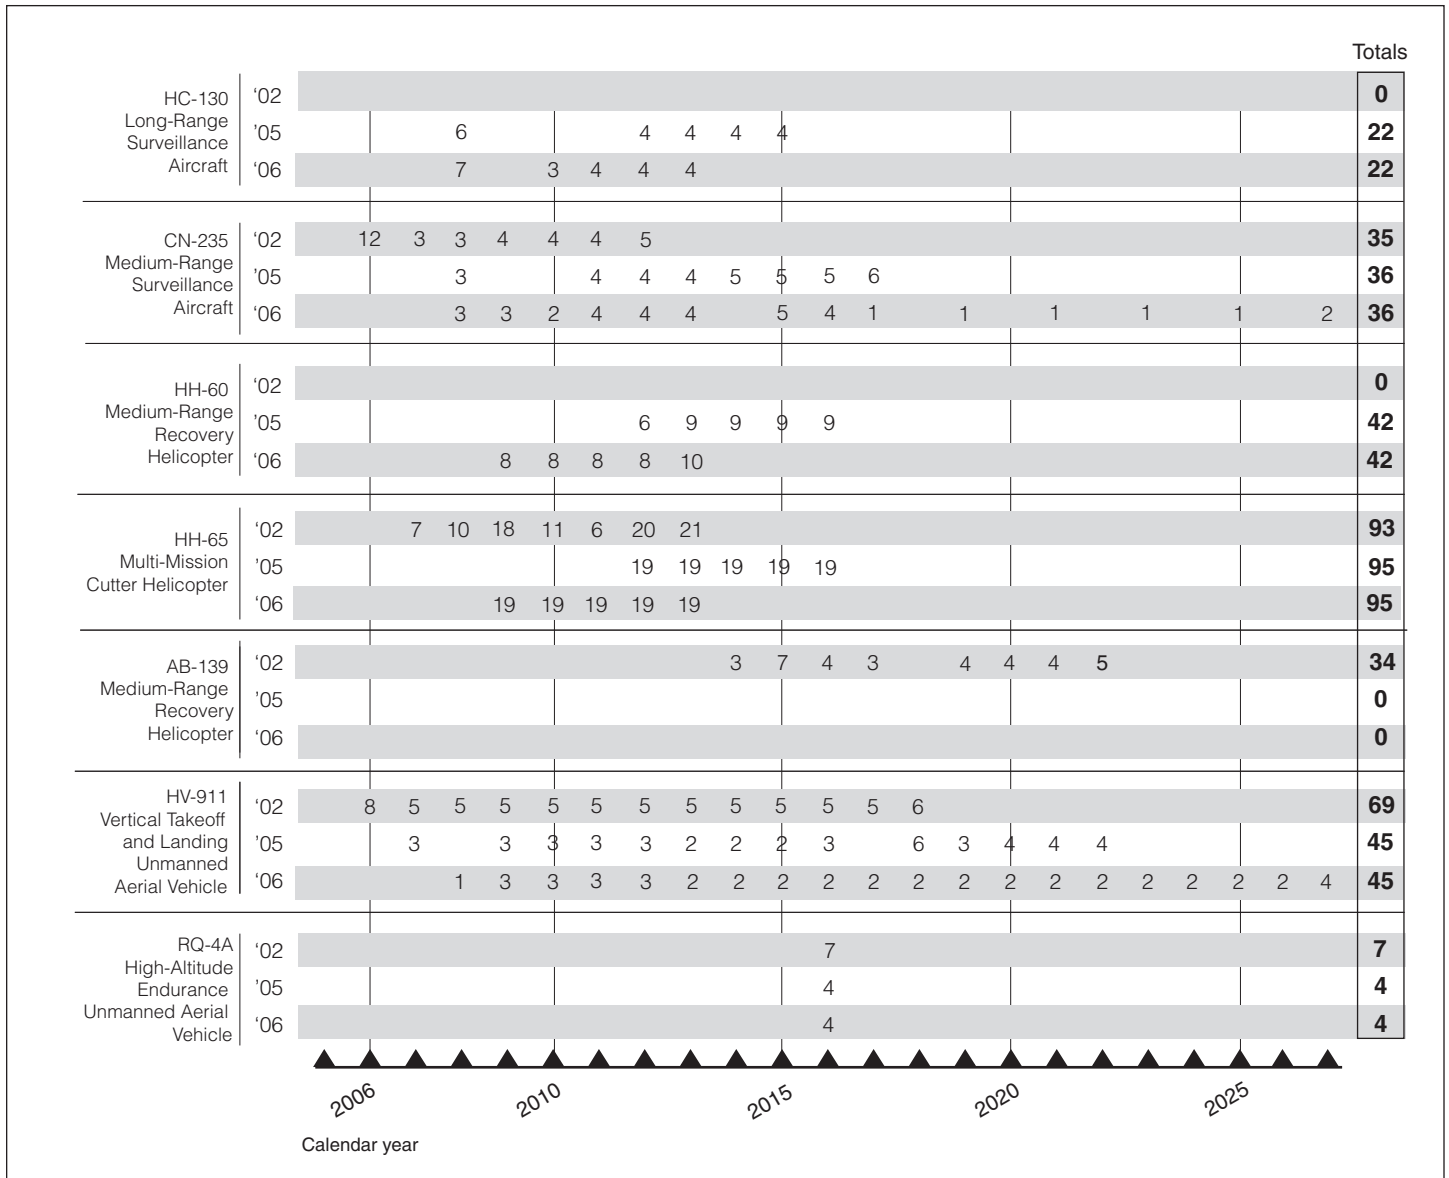 Totals
HC-130
Long-Range
Surveillance
Aircraft
‘02 0
’05 6 4 4 4 4 22
‘06 7 3 4 4 4 22
CN-235
Medium-Range
Surveillance
Aircraft
‘02 12 3 3 4 4 4 5 35
’05 3 4 4 4 5 5 5 6 36
‘06 3 3 2 4 4 4 5 4 1 1 1 1 1 2 36
HH-60
Medium-Range
Recovery
Helicopter
‘02 0
’05 6 9 9 9 9 42
‘06 8 8 8 8 10 42
HH-65
Multi-Mission
Cutter Helicopter
‘02 7 10 18 11 6 20 21 93
’05 19 19 19 19 19 95
‘06 19 19 19 19 19 95
AB-139
Medium-Range
Recovery
Helicopter
‘02 3 7 4 3 4 4 4 5 34
’05 0
‘06 0
HV-911
Vertical Takeoff
and Landing
Unmanned
Aerial Vehicle
‘02 8 5 5 5 5 5 5 5 5 5 5 5 6 69
’05 3 3 3 3 3 2 2 2 3 6 3 4 4 4 45
‘06 1 3 3 3 3 2 2 2 2 2 2 2 2 2 2 2 2 2 2 4 45
RQ-4A
High-Altitude
Endurance
Unmanned Aerial
Vehicle
‘02 7 7
’05 4 4
‘06 4 4
2006 2010 2015 2020 2025
Calendar year